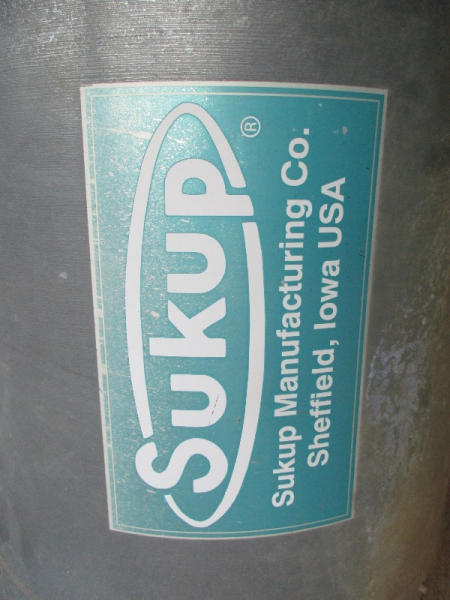 Sukup®
Sukup Manufacturing Co.
Sheffield, Iowa USA